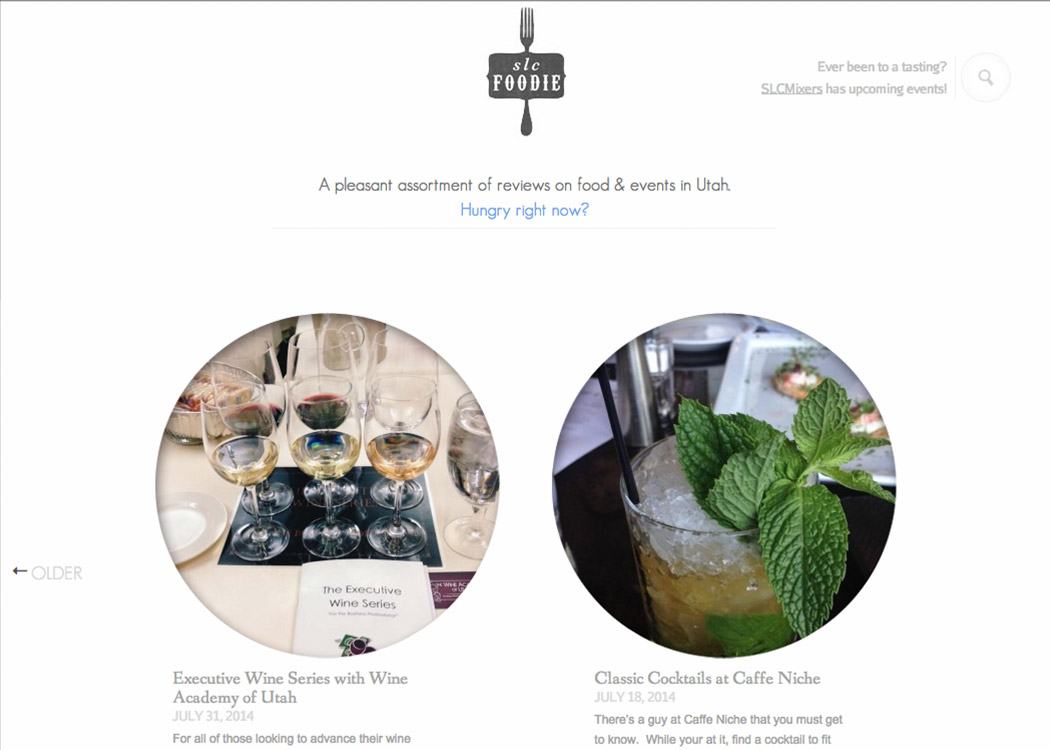 slc
FOODIE
Ever been to a tasting?
SLCMixers has upcoming events!
A pleasant assortment of reviews on food & events in Utah.
Hungry right now?
← OLDER
The Executive
Wine Series
Executive Wine Series with Wine
Academy of Utah
JULY 31, 2014
For all of those looking to advance their wine
Classic Cocktails at Caffe Niche
JULY 18, 2014
There's a guy at Caffe Niche that you must get
to know.  While your at it, find a cocktail to fit